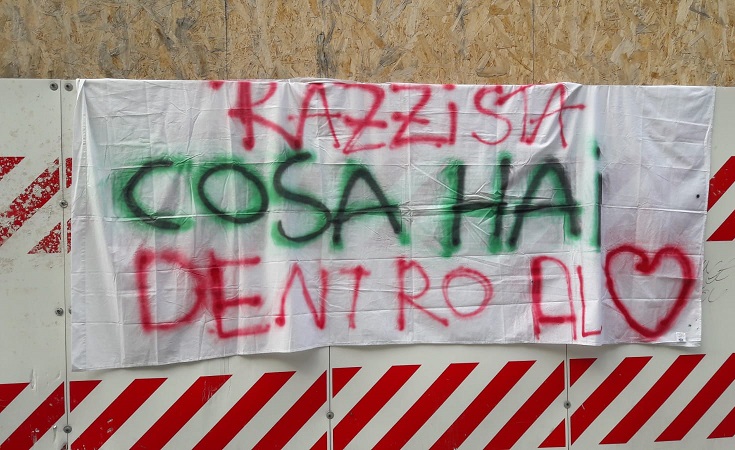 RAZZiSTA
COSA HAi
DENTRO AL ♥